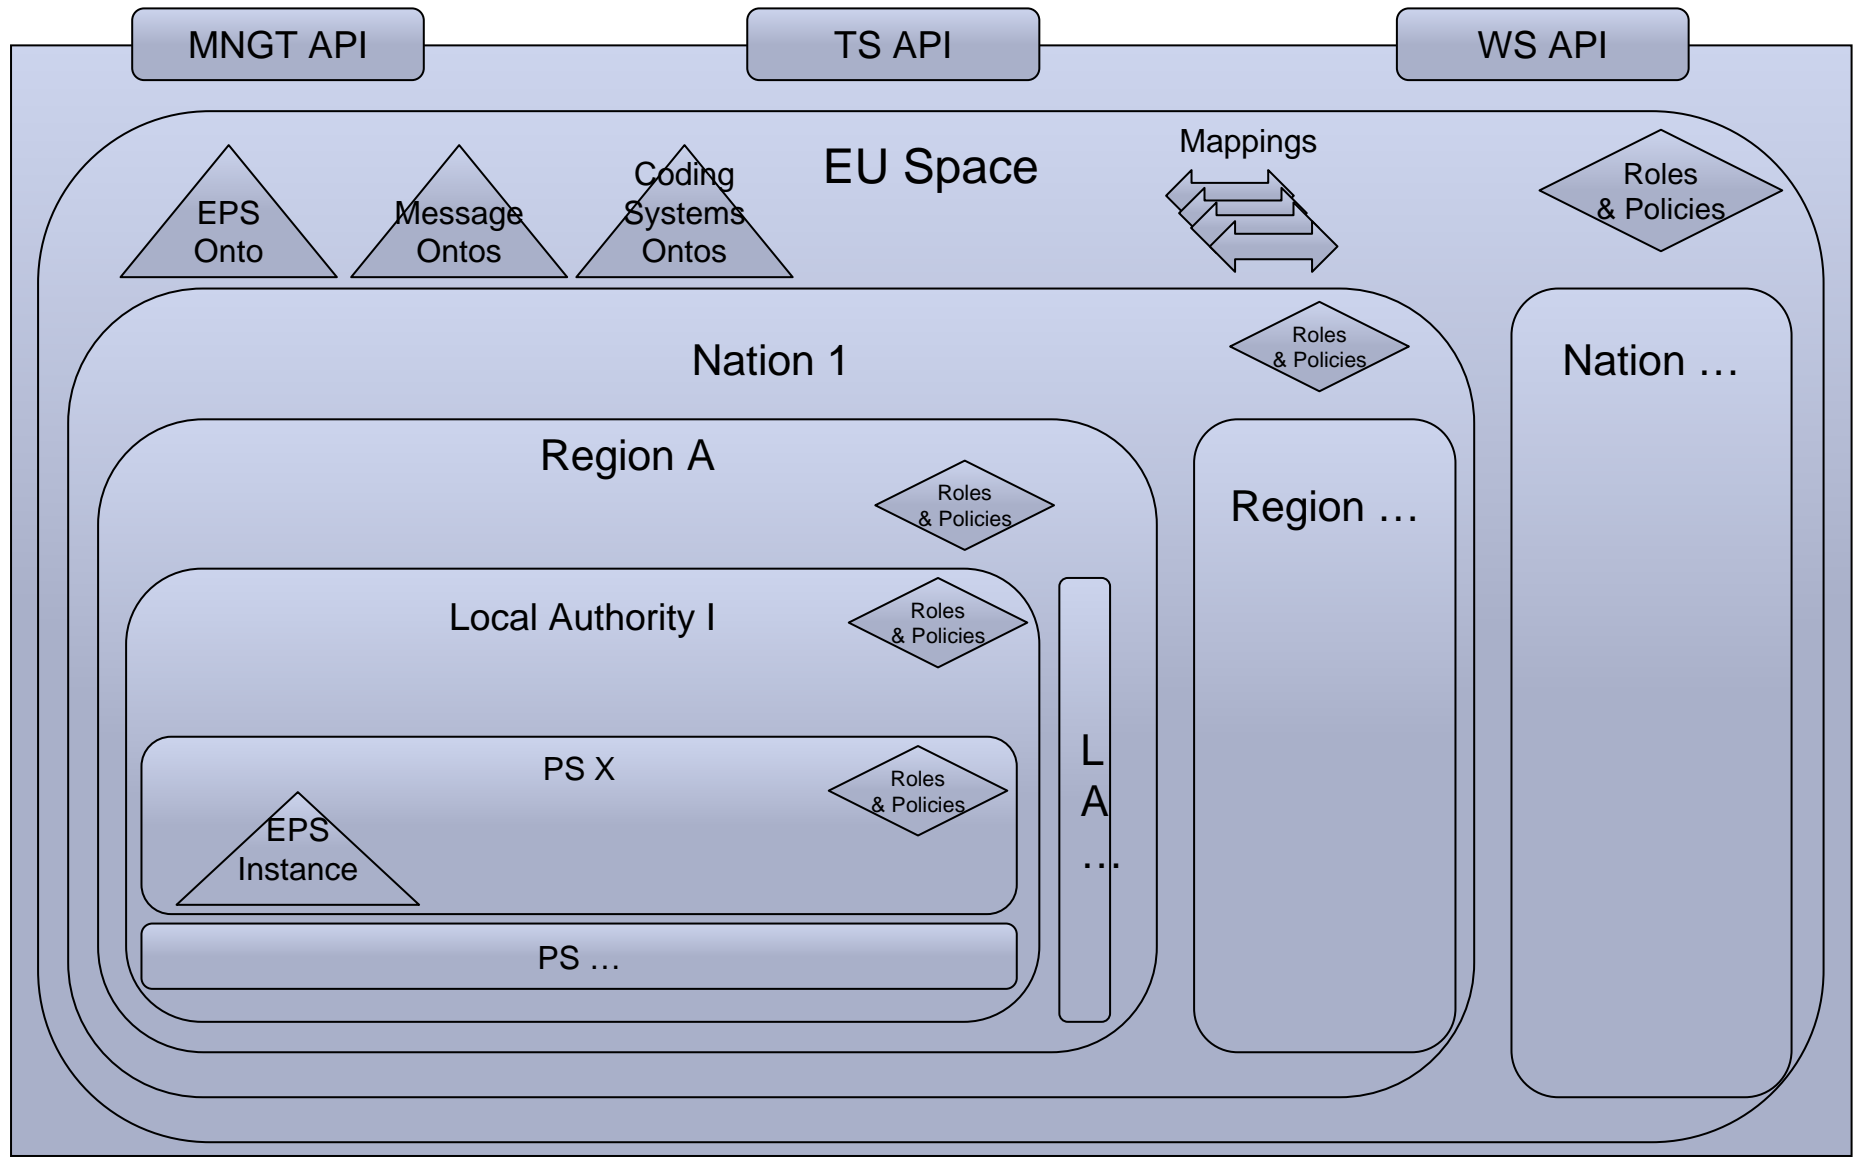 MNGT API
TS API
WS API
EU Space
Mappings
Roles
& Policies
EPS
Onto
Message
Ontos
Coding
Systems
Ontos
Nation 1
Roles
& Policies
Nation …
Region A
Roles
& Policies
Region …
Local Authority I
Roles
& Policies
L
A
…
PS X
Roles
& Policies
EPS
Instance
PS …